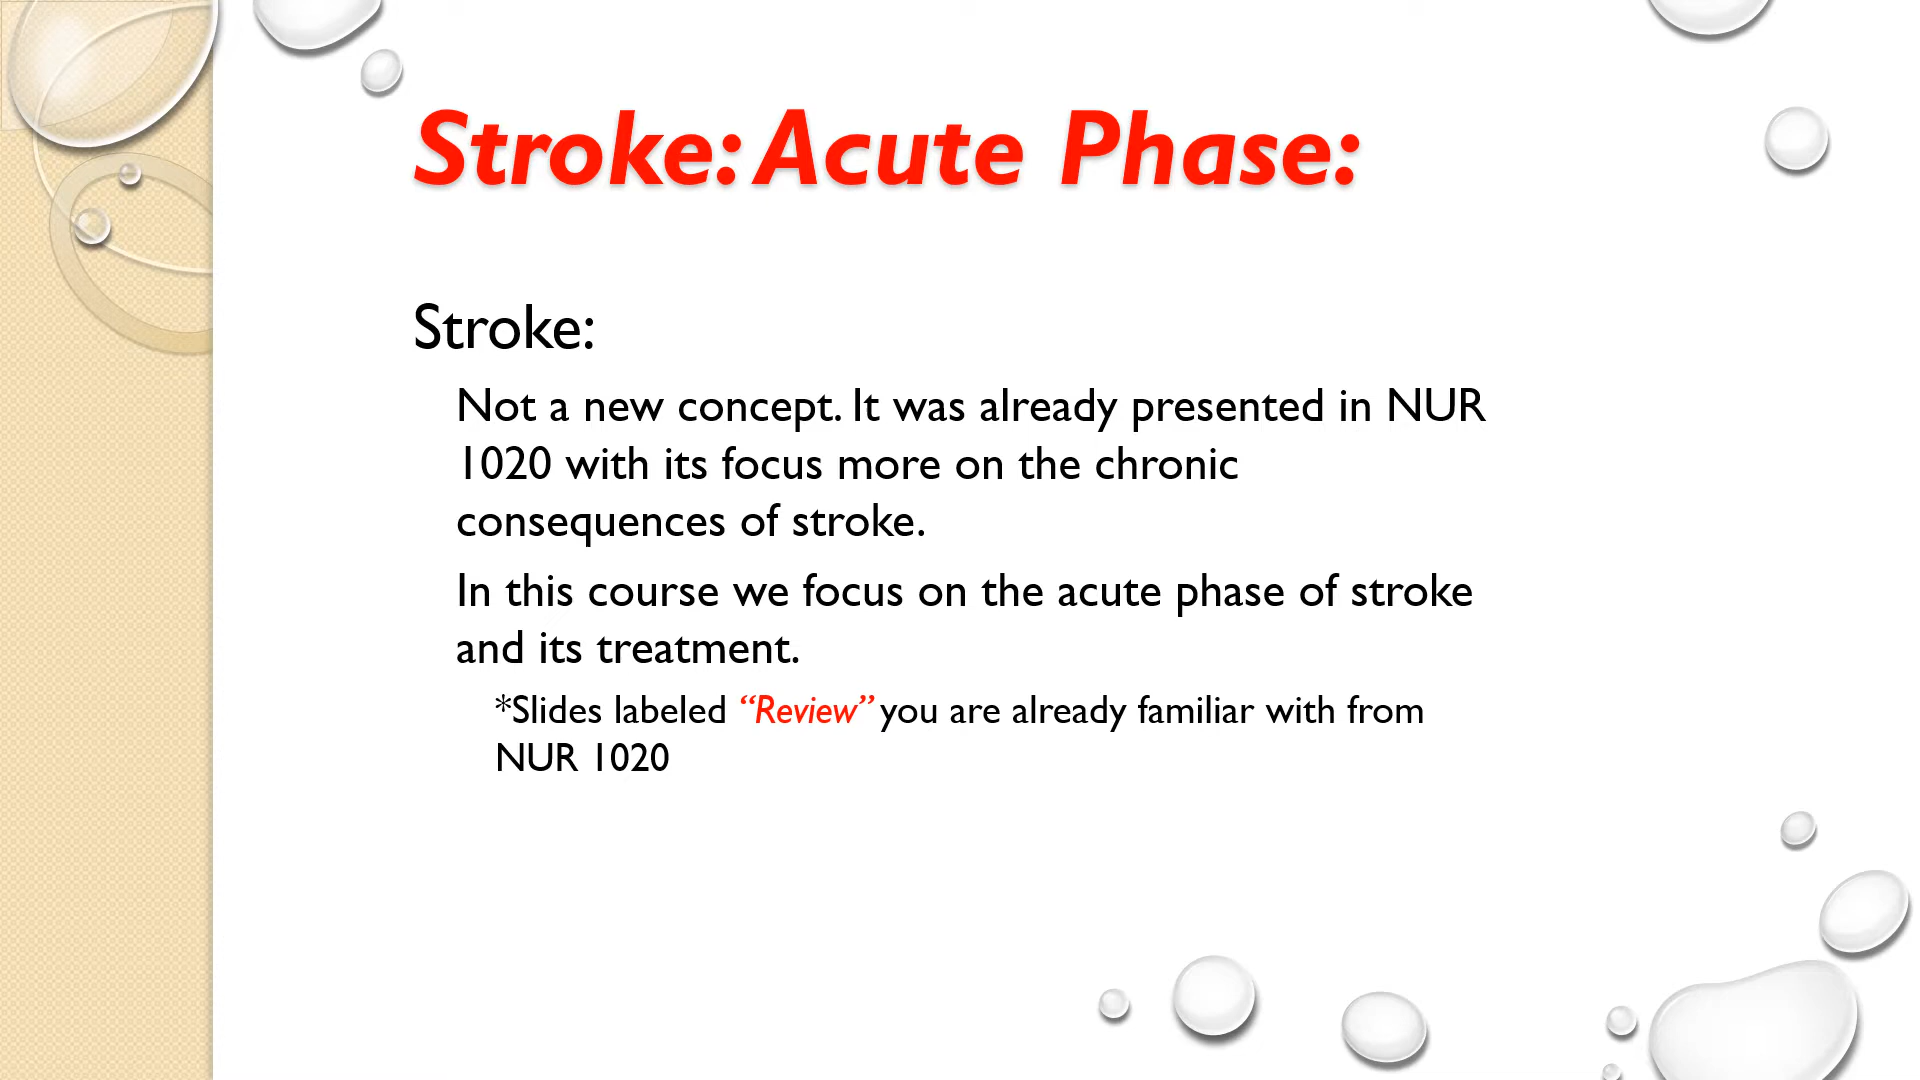 Stroke: Acute Phase:
Stroke:
Not a new concept. It was already presented in NUR
1020 with its focus more on the chronic
consequences of stroke.
In this course we focus on the acute phase of stroke
and its treatment.
*Slides labeled “Review” you are already familiar with from
NUR 1020